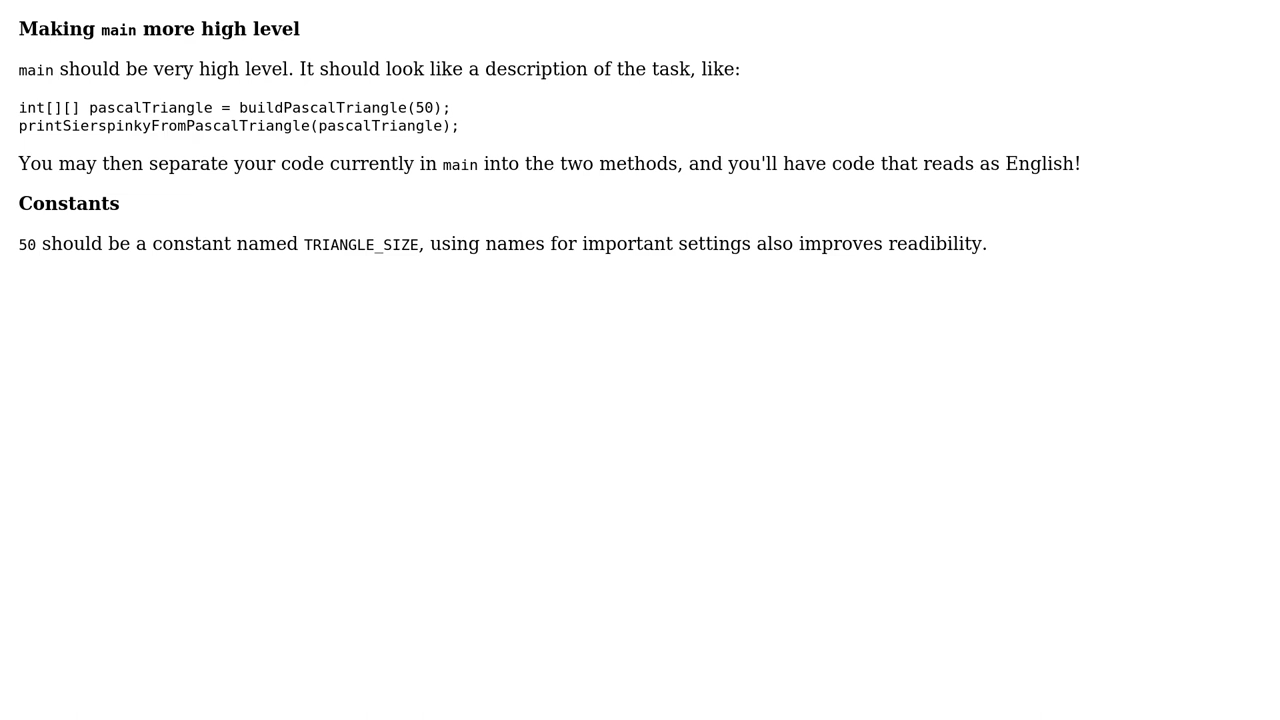 Making main more high level
main should be very high level. It should look like a description of the task, like:
int[][] pascalTriangle = buildPascalTriangle(50);
printSierspinkyFromPascalTriangle(pascalTriangle);
You may then separate your code currently in main into the two methods, and you'll have code that reads as English!
Constants
50 should be a constant named TRIANGLE_SIZE, using names for important settings also improves readibility.